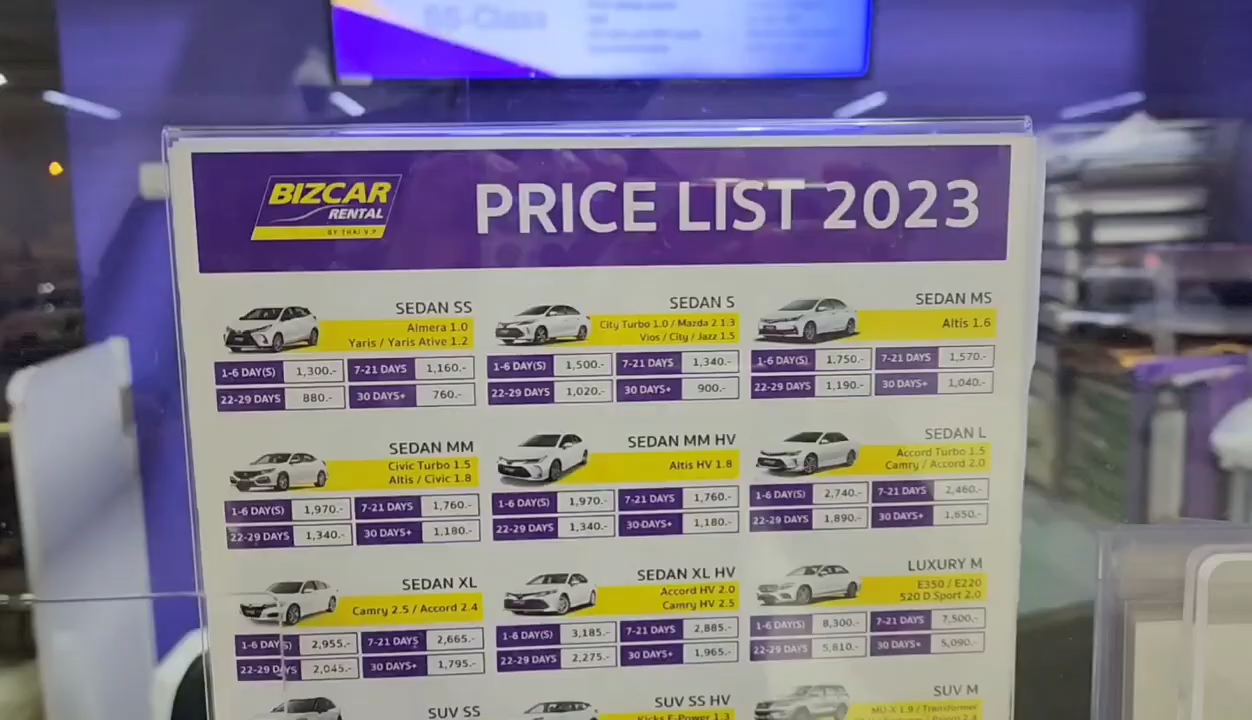 SS-Class
BIZCAR
RENTAL
BY THAI V.P
PRICE LIST 2023
SEDAN SS
Almera 1.0
Yaris / Yaris Ative 1.2
1-6 DAY(S) 1,300.- 7-21 DAYS 1,160.-
22-29 DAYS 880.- 30 DAYS+ 760.-
SEDAN S
City Turbo 1.0 / Mazda 2 1.3
Vios / City / Jazz 1.5
1-6 DAY(S) 1,500.- 7-21 DAYS 1,340.-
22-29 DAYS 1,020.- 30 DAYS+ 900.-
SEDAN MS
Altis 1.6
1-6 DAY(S) 1,750.- 7-21 DAYS 1,570.-
22-29 DAYS 1,190.- 30 DAYS+ 1,040.-
SEDAN MM
Civic Turbo 1.5
Altis / Civic 1.8
1-6 DAY(S) 1,970.- 7-21 DAYS 1,760.-
22-29 DAYS 1,340.- 30 DAYS+ 1,180.-
SEDAN MM HV
Altis HV 1.8
1-6 DAY(S) 1,970.- 7-21 DAYS 1,760.-
22-29 DAYS 1,340.- 30 DAYS+ 1,180.-
SEDAN L
Accord Turbo 1.5
Camry / Accord 2.0
1-6 DAY(S) 2,740.- 7-21 DAYS 2,460.-
22-29 DAYS 1,890.- 30 DAYS+ 1,650.-
SEDAN XL
Camry 2.5 / Accord 2.4
1-6 DAY(S) 2,955.- 7-21 DAYS 2,665.-
22-29 DAYS 2,045.- 30 DAYS+ 1,795.-
SEDAN XL HV
Accord HV 2.0
Camry HV 2.5
1-6 DAY(S) 3,185.- 7-21 DAYS 2,885.-
22-29 DAYS 2,275.- 30 DAYS+ 1,965.-
LUXURY M
E350 / E220
520 D Sport 2.0
1-6 DAY(S) 8,300.- 7-21 DAYS 7,500.-
22-29 DAYS 5,810.- 30 DAYS+ 5,090.-
SUV SS
SUV SS HV
Kicks E-Power 1.3
SUV M
MU-X 1.9 / Transformer